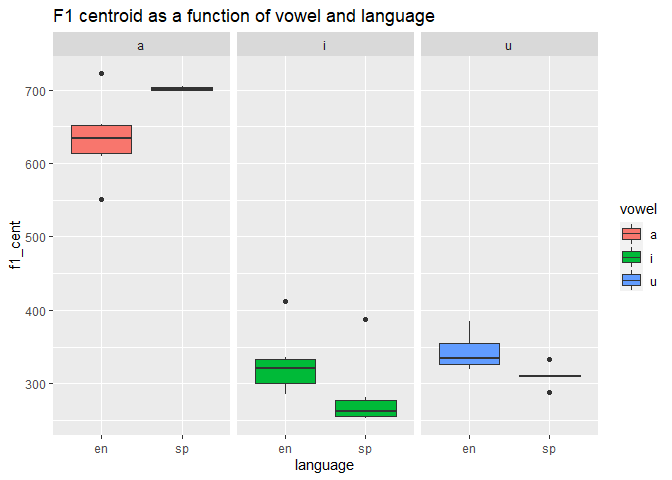 F1 centroid as a function of vowel and language
a i u
700
600
500
400
300
f1_cent
en sp en sp en sp
language
vowel
a
i
u